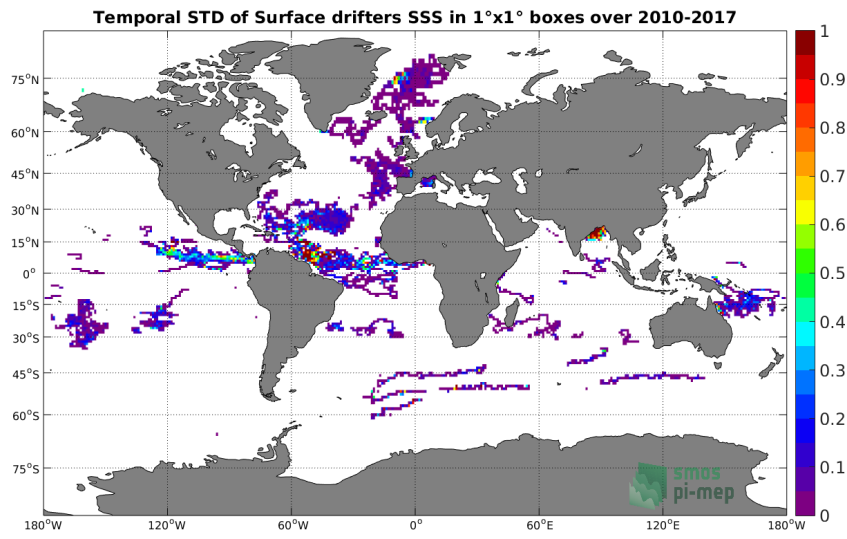 Temporal STD of Surface drifters SSS in 1°x1° boxes over 2010-2017
75°N
60°N
45°N
30°N
15°N
0°
15°S
30°S
45°S
60°S
75°S
180°W
120°W
60°W
0°
60°E
120°E
180°W
1
0.9
0.8
0.7
0.6
0.5
0.4
0.3
0.2
0.1
0
smos
pi-mep